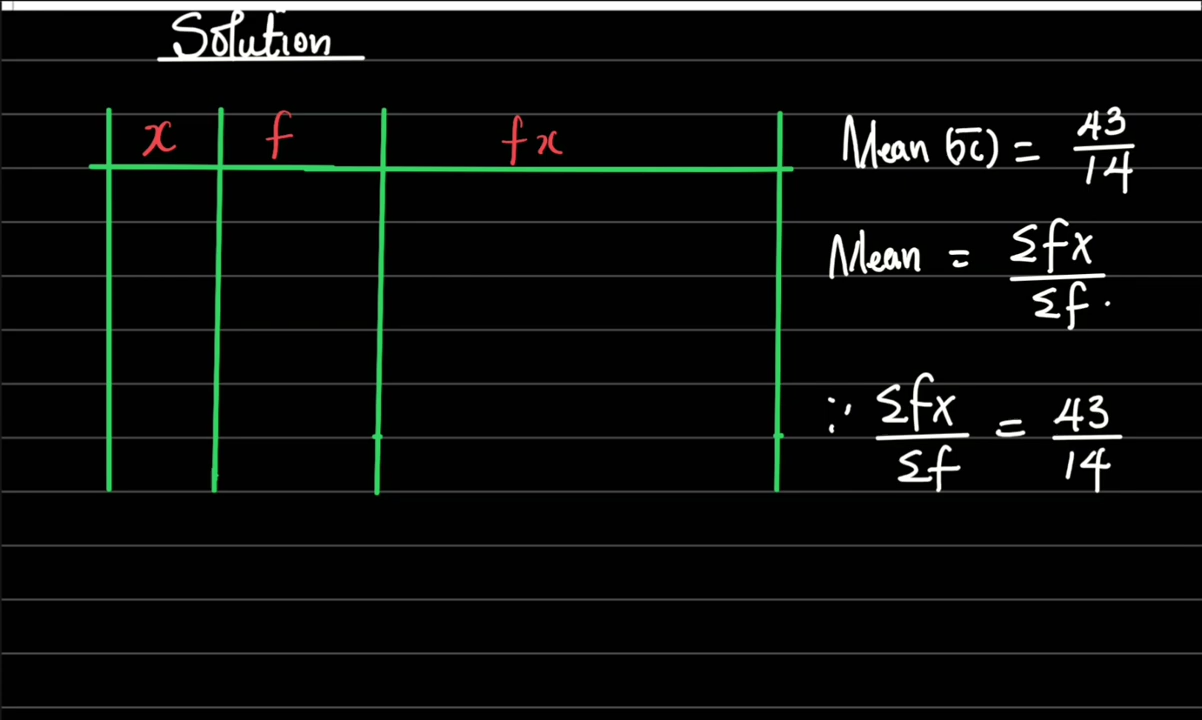 Solution
x f fx
Mean (x̄) = 43/14
Mean = Σfx/Σf.
∵ Σfx/Σf = 43/14